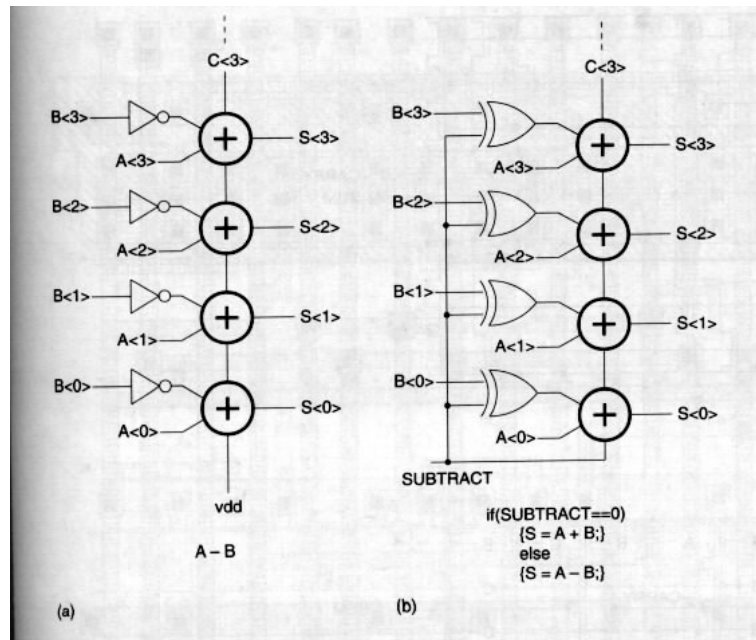 C<3>
B<3>
A<3>
S<3>
B<2>
A<2>
S<2>
B<1>
A<1>
S<1>
B<0>
A<0>
S<0>
vdd
A – B
(a)
C<3>
B<3>
A<3>
S<3>
B<2>
A<2>
S<2>
B<1>
A<1>
S<1>
B<0>
A<0>
S<0>
SUBTRACT
if(SUBTRACT==0)
{S = A + B;}
else
{S = A – B;}
(b)